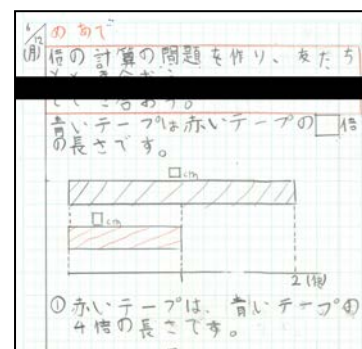 6/12
(月)
めあて
倍の計算の問題を作り、友だち
青いテープは赤いテープの□倍
の長さです。
□cm
□cm
2(倍)
① 赤いテープは、青いテープの
4倍の長さです。